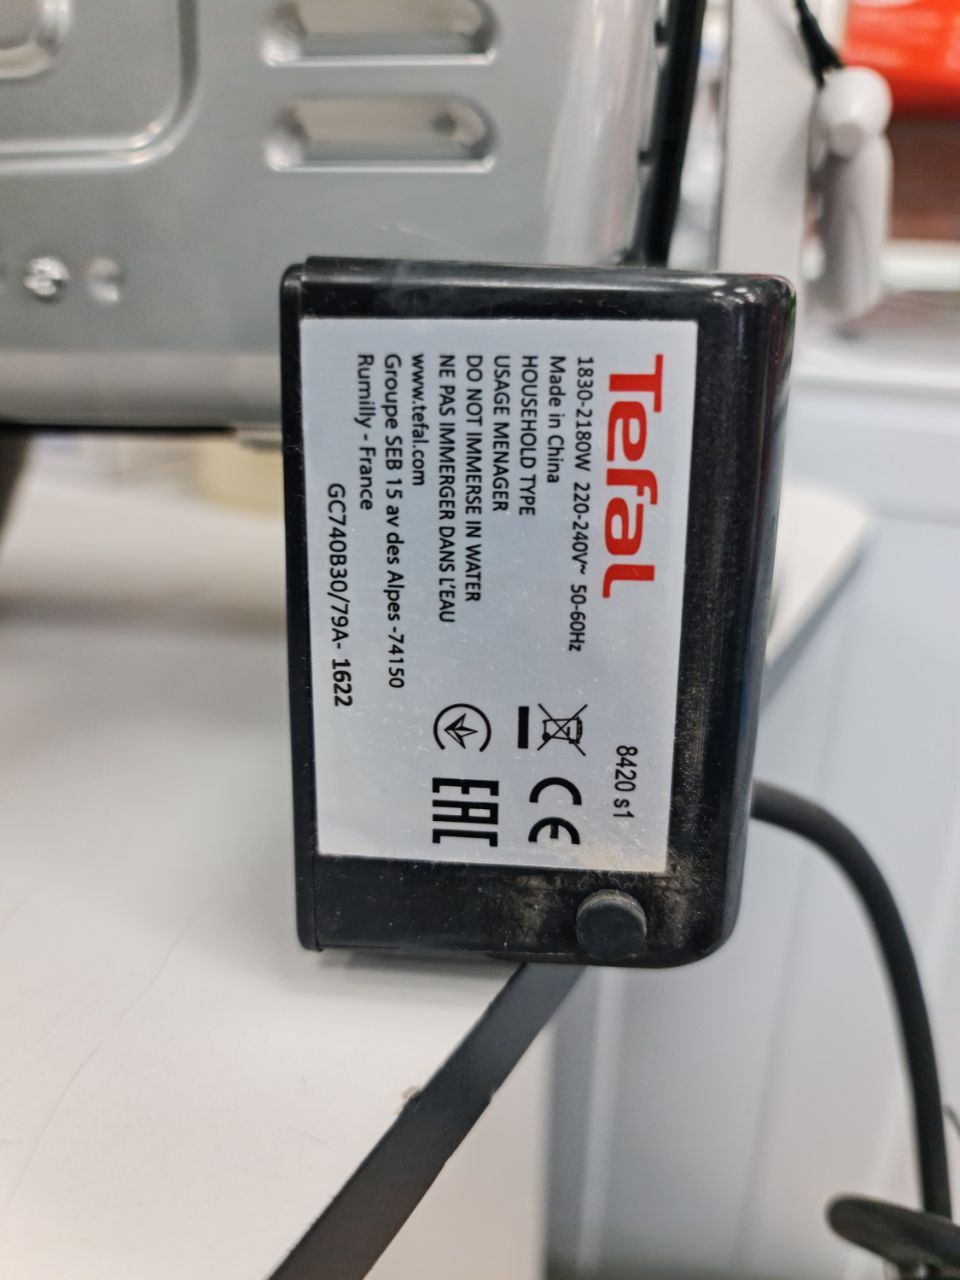 Tefal
8420 s1
1830-2180W 220-240V~ 50-60Hz
Made in China
HOUSEHOLD TYPE
USAGE MENAGER
DO NOT IMMERSE IN WATER
NE PAS IMMERGER DANS L'EAU
www.tefal.com
Groupe SEB 15 av des Alpes -74150
Rumilly - France
GC740B30/79A- 1622
CE
EAC